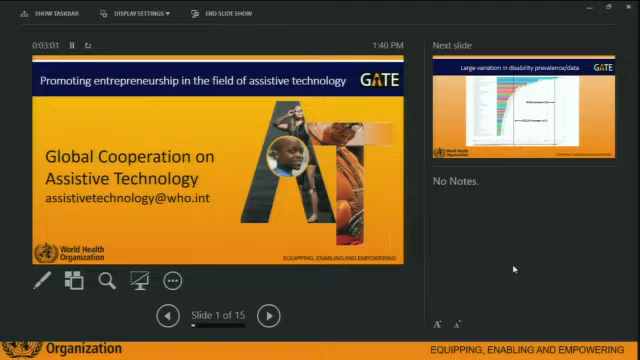 SHOW TASKBAR
DISPLAY SETTINGS
END SLIDE SHOW
0:03:01
1:40 PM
Promoting entrepreneurship in the field of assistive technology
GATE
AT
Global Cooperation on
Assistive Technology
assistivetechnology@who.int
World Health
Organization
EQUIPPING, ENABLING AND EMPOWERING
Slide 1 of 15
Next slide
Large variation in disability prevalence/data
GATE
World Health
Organization
No Notes.
A A
Organization
EQUIPPING, ENABLING AND EMPOWERING